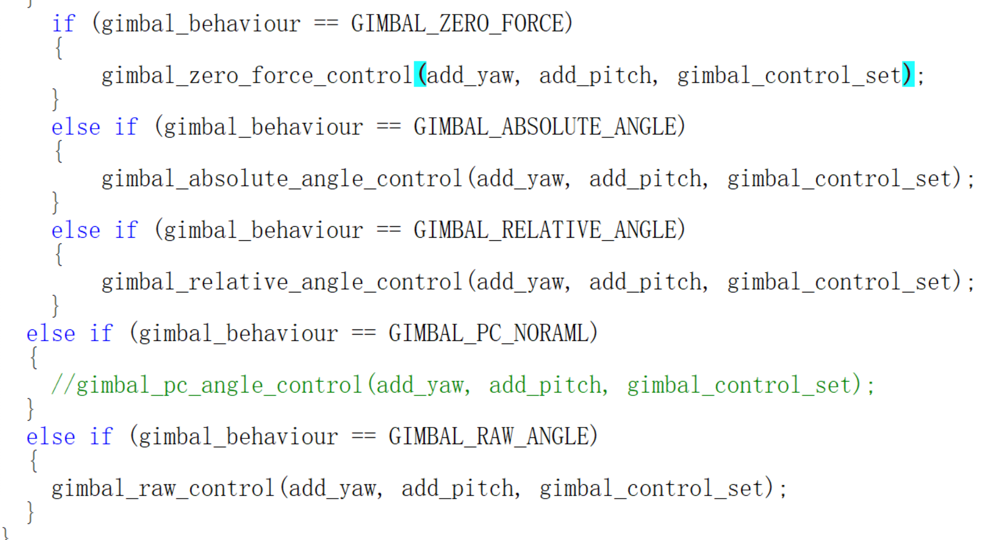 }
if (gimbal_behaviour == GIMBAL_ZERO_FORCE)
{
gimbal_zero_force_control(add_yaw, add_pitch, gimbal_control_set);
}
else if (gimbal_behaviour == GIMBAL_ABSOLUTE_ANGLE)
{
gimbal_absolute_angle_control(add_yaw, add_pitch, gimbal_control_set);
}
else if (gimbal_behaviour == GIMBAL_RELATIVE_ANGLE)
{
gimbal_relative_angle_control(add_yaw, add_pitch, gimbal_control_set);
}
else if (gimbal_behaviour == GIMBAL_PC_NORAML)
{
//gimbal_pc_angle_control(add_yaw, add_pitch, gimbal_control_set);
}
else if (gimbal_behaviour == GIMBAL_RAW_ANGLE)
{
gimbal_raw_control(add_yaw, add_pitch, gimbal_control_set);
}
}